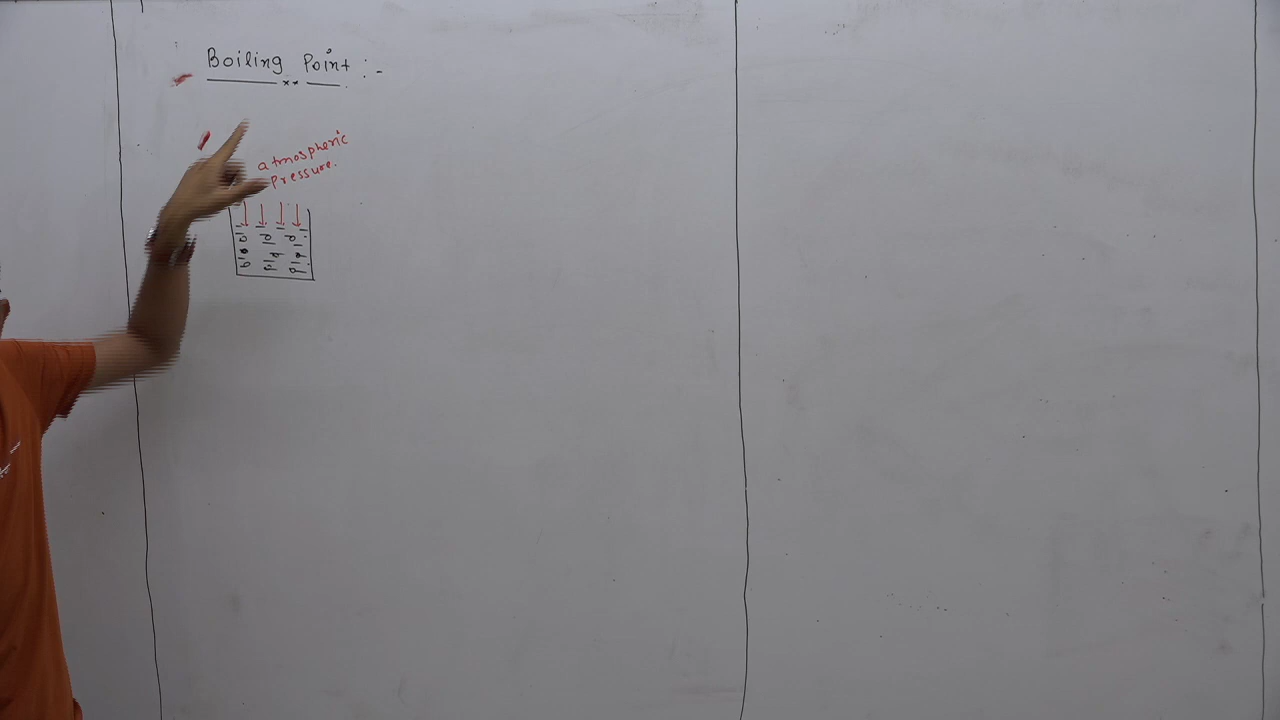 Boiling Point :-
atmospheric
Pressure.